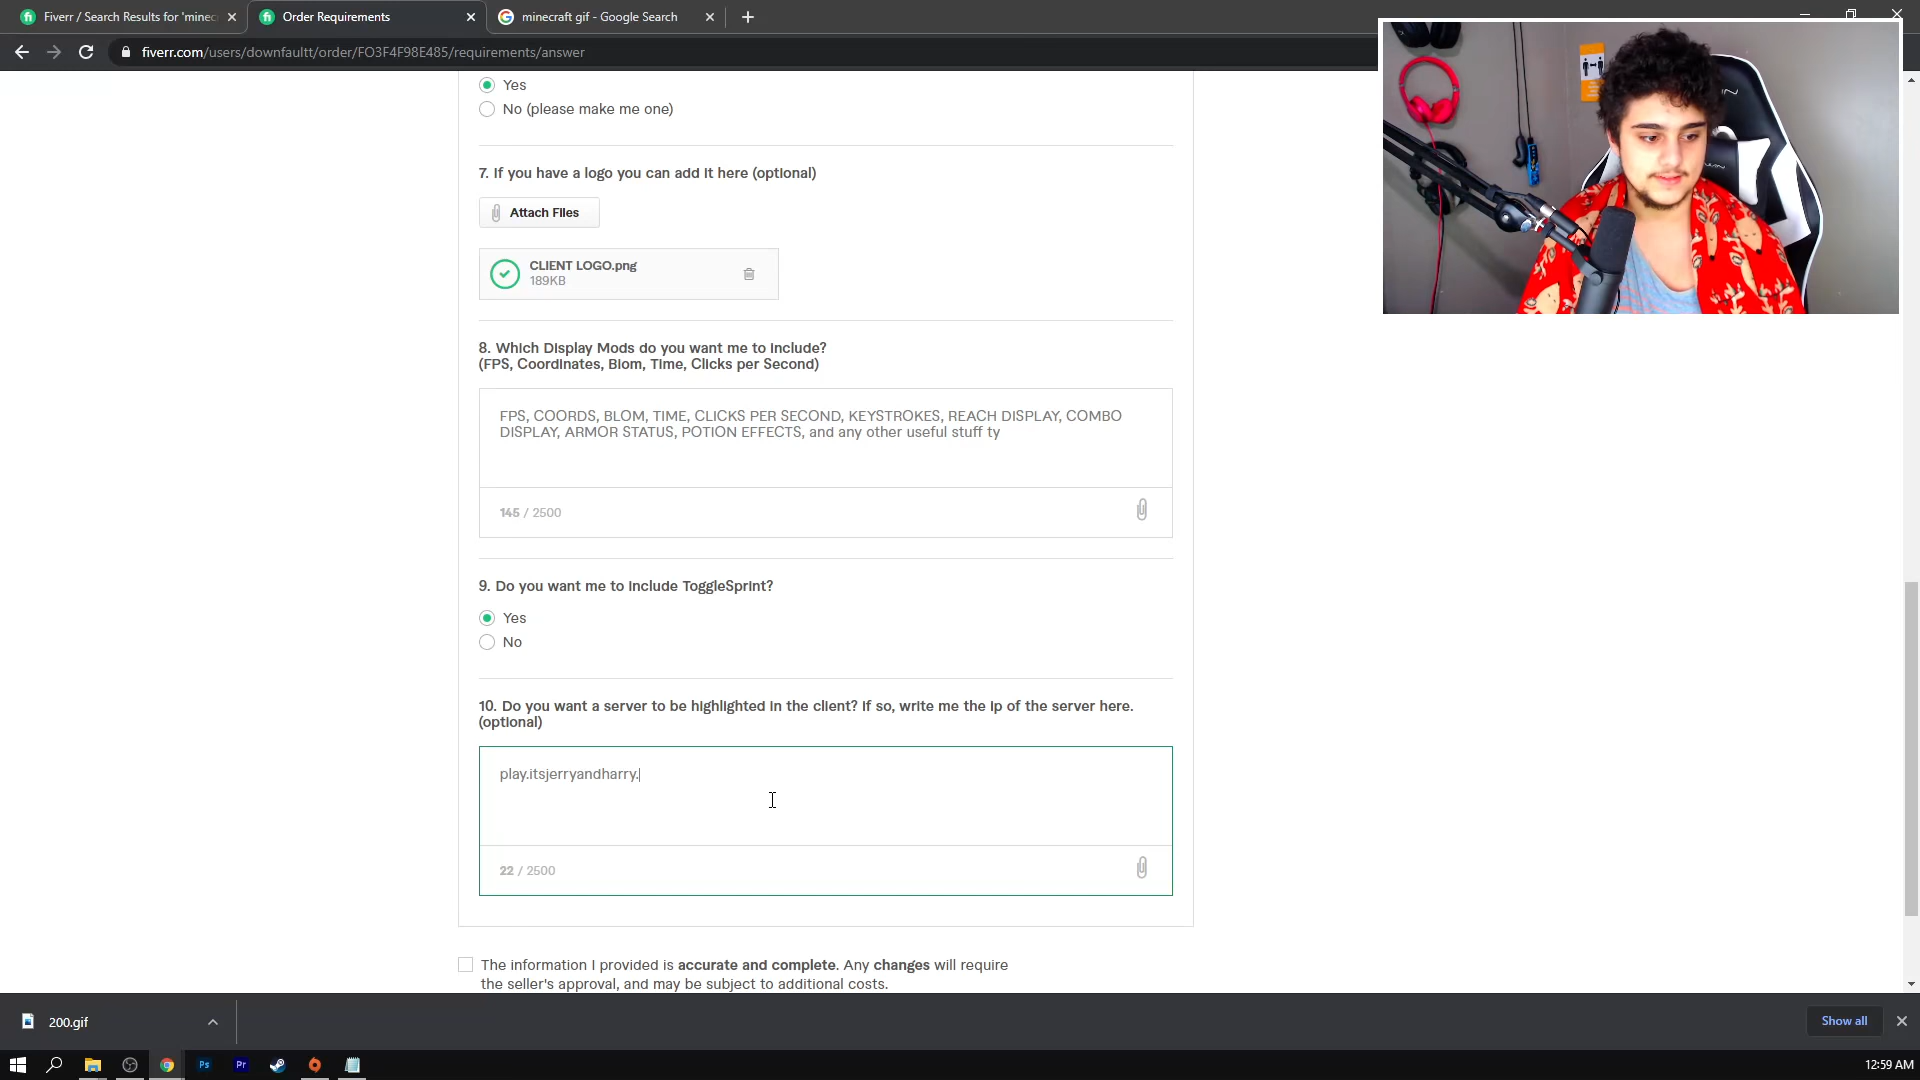 Fiverr / Search Results for 'minec
Order Requirements
minecraft gif - Google Search
fiverr.com/users/downfaultt/order/FO3F4F98E485/requirements/answer
Yes
No (please make me one)
7. If you have a logo you can add it here (optional)
Attach Files
CLIENT LOGO.png
189KB
8. Which Display Mods do you want me to include?
(FPS, Coordinates, Biom, Time, Clicks per Second)
FPS, COORDS, BLOM, TIME, CLICKS PER SECOND, KEYSTROKES, REACH DISPLAY, COMBO
DISPLAY, ARMOR STATUS, POTION EFFECTS, and any other useful stuff ty
145 / 2500
9. Do you want me to include ToggleSprint?
Yes
No
10. Do you want a server to be highlighted in the client? If so, write me the ip of the server here.
(optional)
play.itsjerryandharry.
22 / 2500
The information I provided is accurate and complete. Any changes will require
the seller's approval, and may be subject to additional costs.
200.gif
Show all
Ps
Pr
12:59 AM